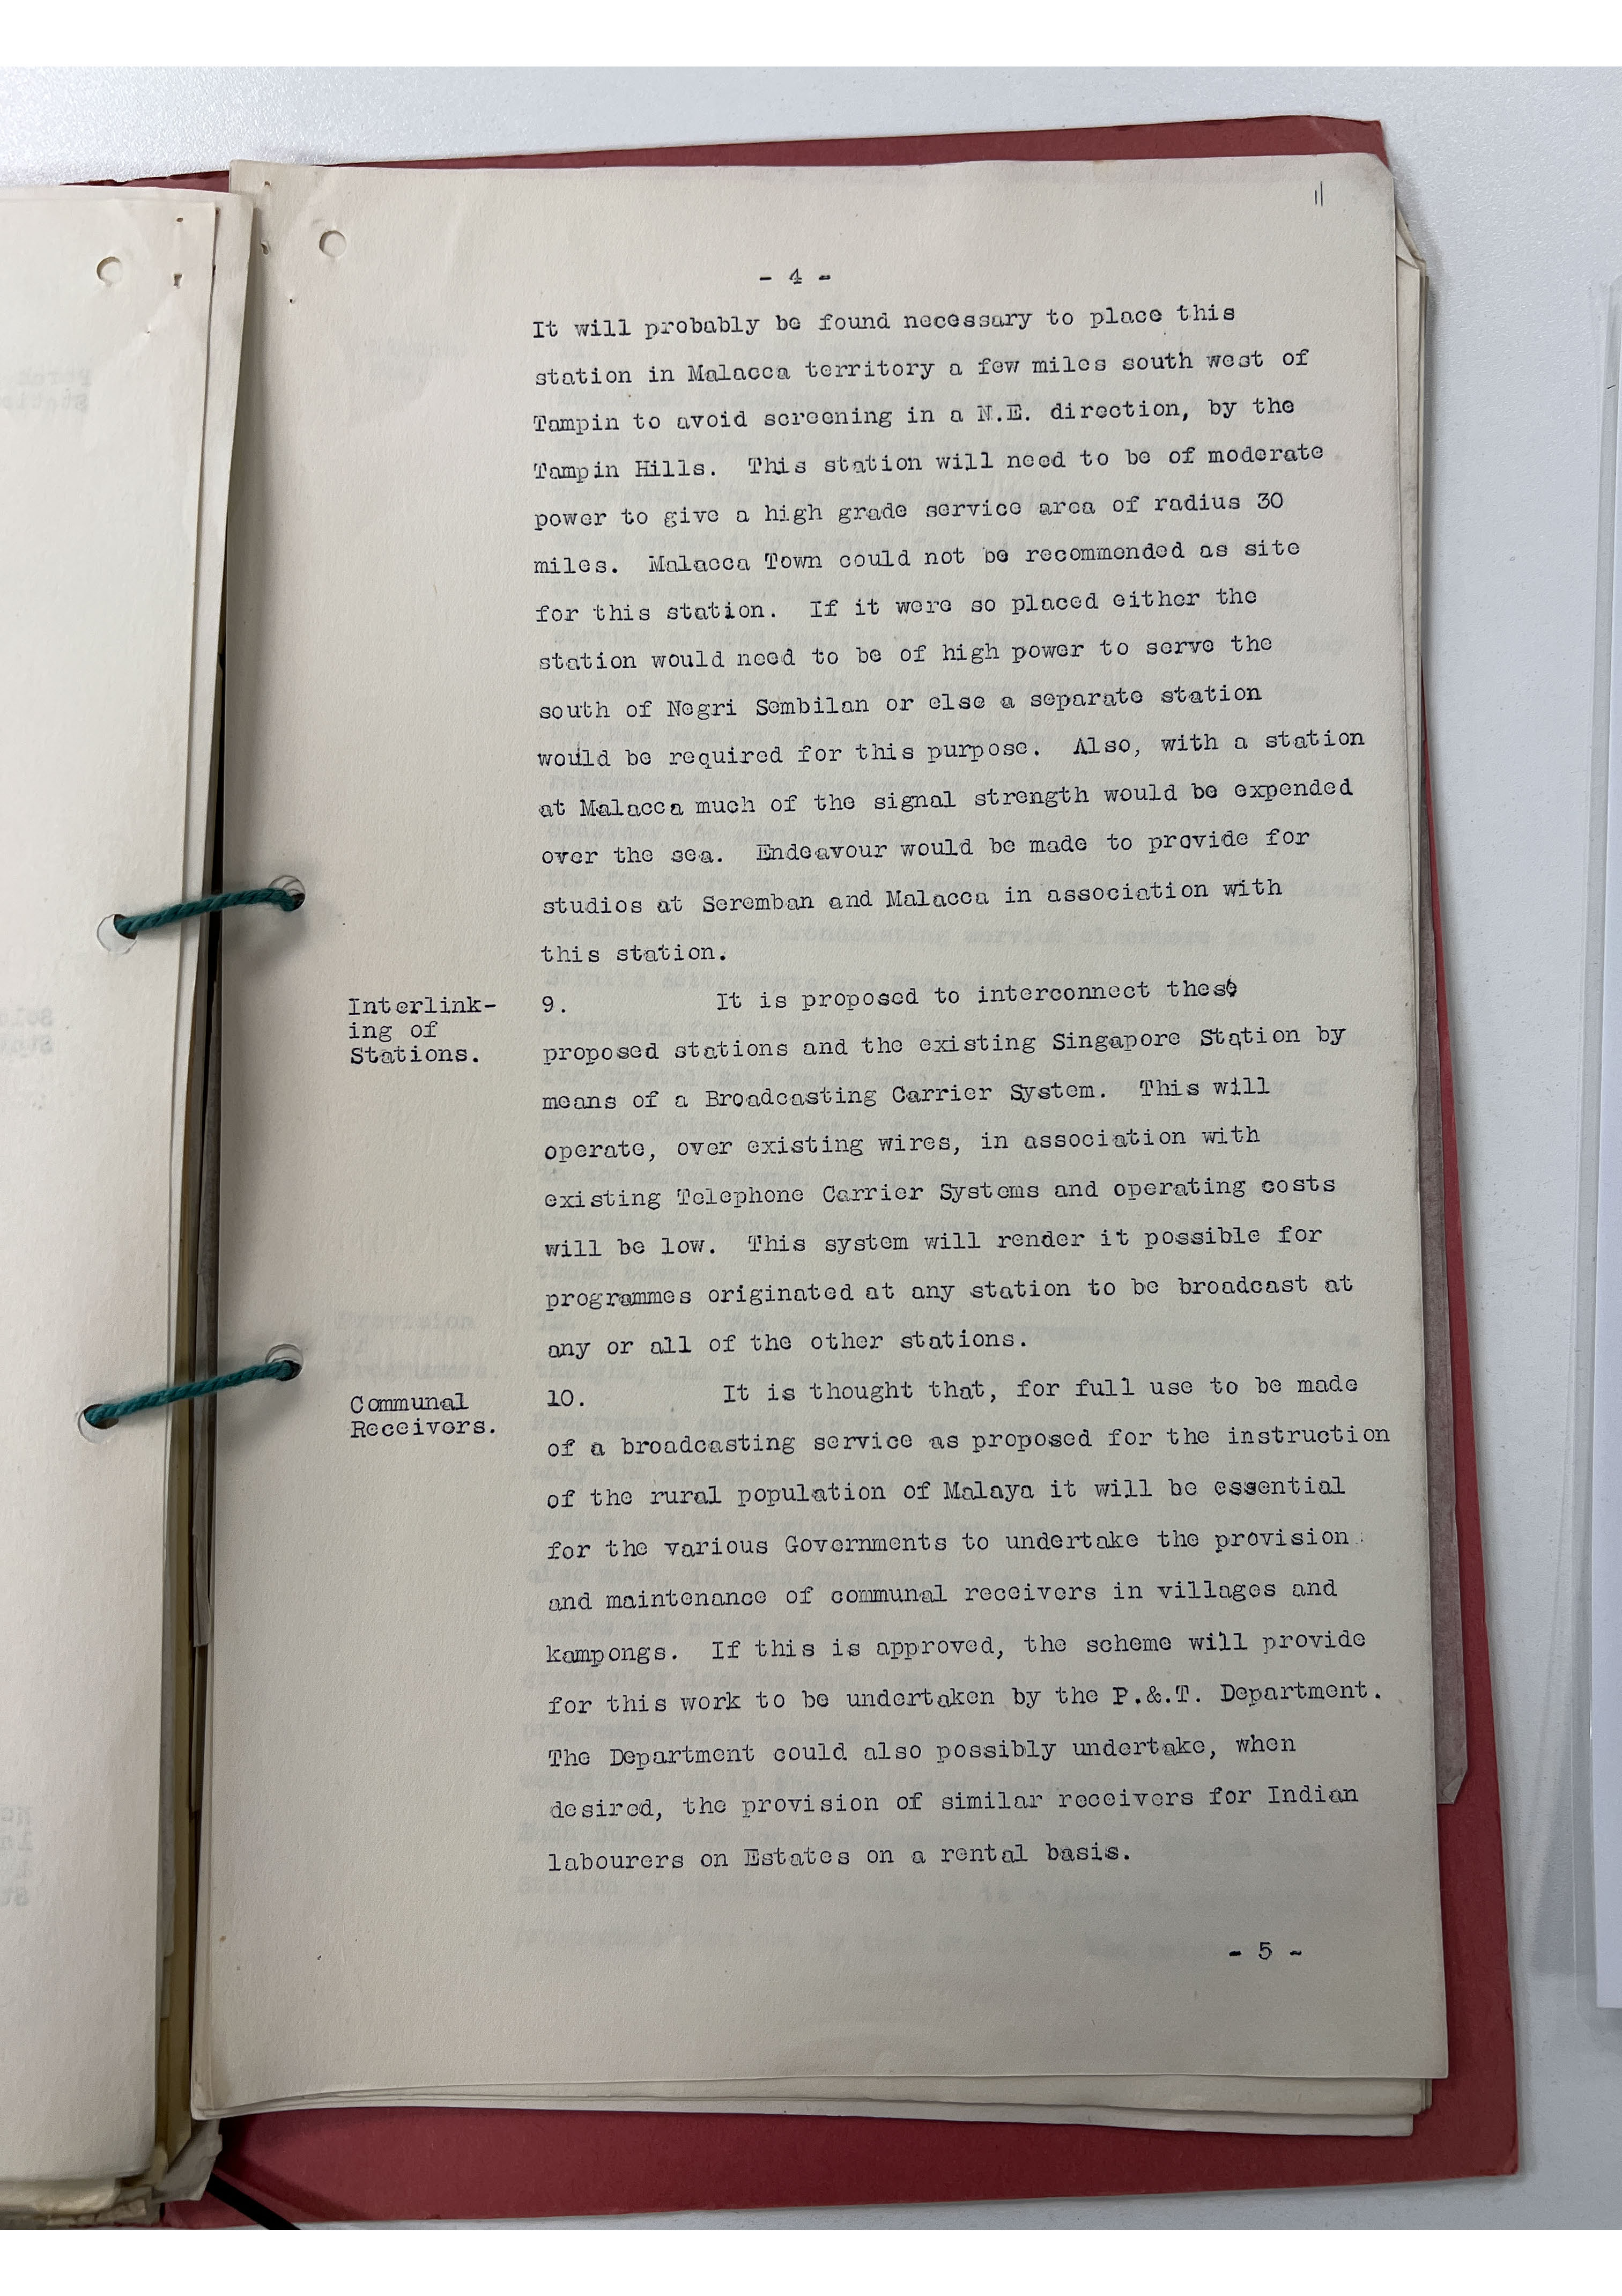 11
- 4 -
It will probably be found necessary to place this
station in Malacca territory a few miles south west of
Tampin to avoid screening in a N.E. direction, by the
Tampin Hills. This station will need to be of moderate
power to give a high grade service area of radius 30
miles. Malacca Town could not be recommended as site
for this station. If it were so placed either the
station would need to be of high power to serve the
south of Negri Sembilan or else a separate station
would be required for this purpose. Also, with a station
at Malacca much of the signal strength would be expended
over the sea. Endeavour would be made to provide for
studios at Seremban and Malacca in association with
this station.
Interlink-
ing of
Stations.
9. It is proposed to interconnect these
proposed stations and the existing Singapore Station by
means of a Broadcasting Carrier System. This will
operate, over existing wires, in association with
existing Telephone Carrier Systems and operating costs
will be low. This system will render it possible for
programmes originated at any station to be broadcast at
any or all of the other stations.
Communal
Receivers.
10. It is thought that, for full use to be made
of a broadcasting service as proposed for the instruction
of the rural population of Malaya it will be essential
for the various Governments to undertake the provision
and maintenance of communal receivers in villages and
kampongs. If this is approved, the scheme will provide
for this work to be undertaken by the P.&.T. Department.
The Department could also possibly undertake, when
desired, the provision of similar receivers for Indian
labourers on Estates on a rental basis.
- 5 -